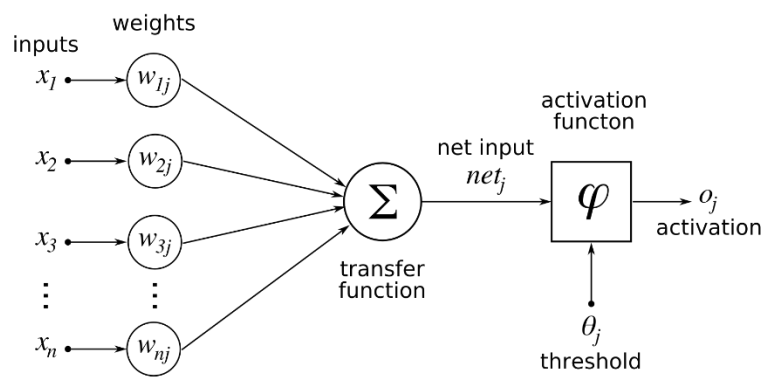 inputs
weights
x1
w1j
x2
w2j
x3
w3j
⋮
⋮
xn
wnj
Σ
transfer
function
net input
netj
activation
functon
φ
oj
activation
θj
threshold